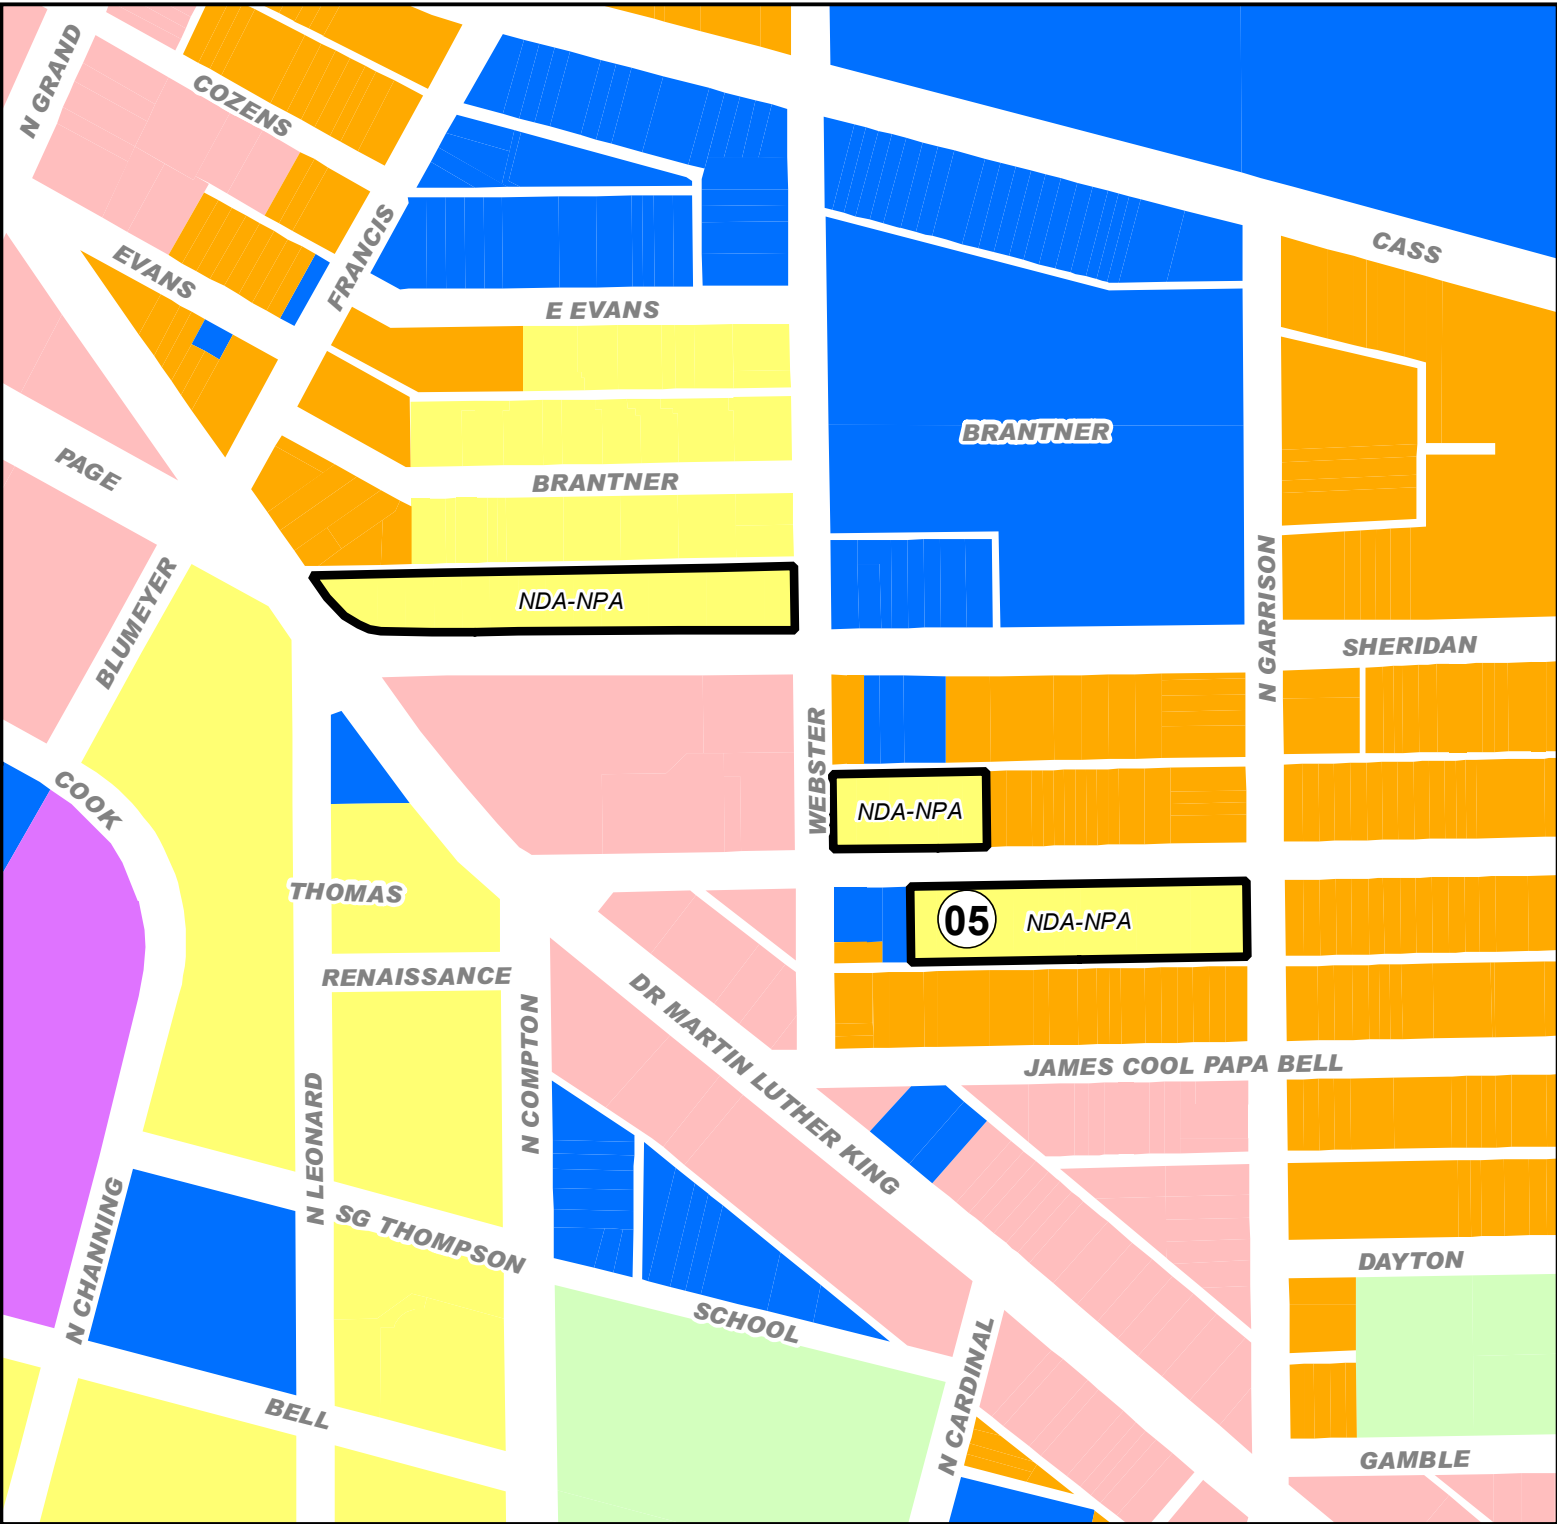 N GRAND
COZENS
EVANS
FRANCIS
CASS
E EVANS
BRANTNER
PAGE
BRANTNER
BLUMEYER
NDA-NPA
N GARRISON
SHERIDAN
COOK
WEBSTER
NDA-NPA
THOMAS
05
NDA-NPA
RENAISSANCE
DR MARTIN LUTHER KING
N COMPTON
JAMES COOL PAPA BELL
N LEONARD
N CHANNING
SG THOMPSON
DAYTON
SCHOOL
N CARDINAL
BELL
GAMBLE